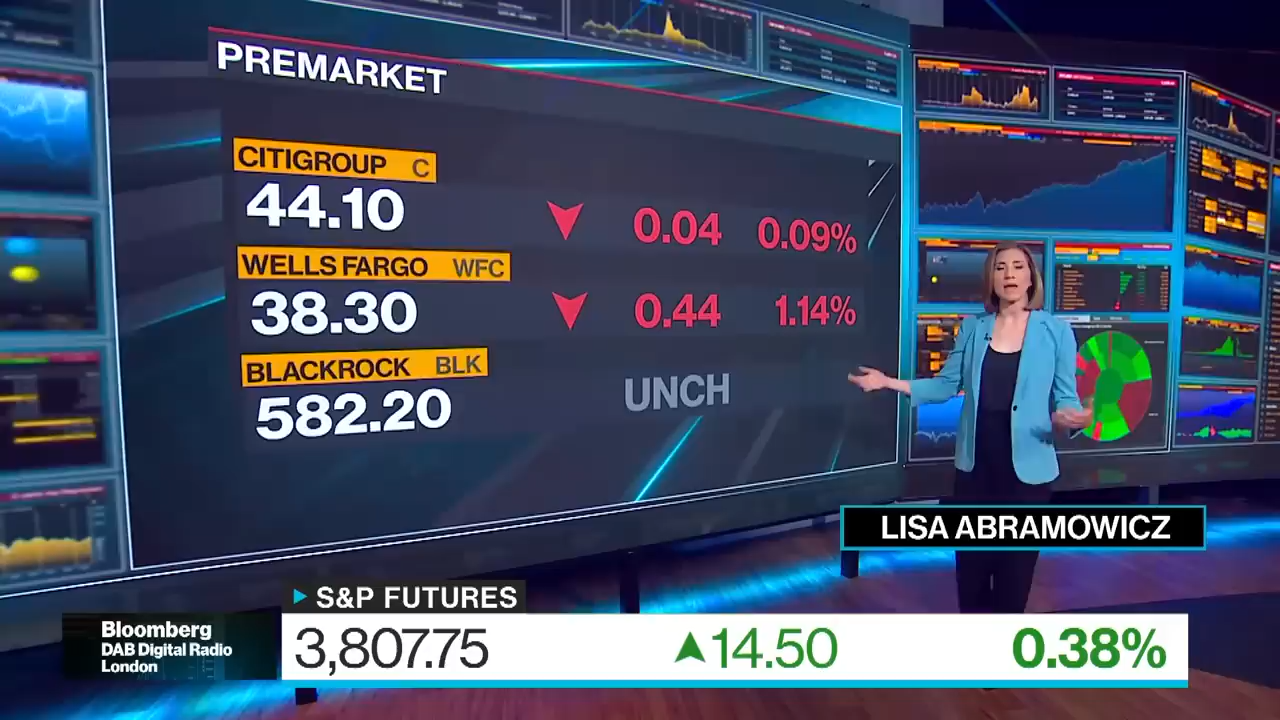 PREMARKET
CITIGROUP C
44.10 0.04 0.09%
WELLS FARGO WFC
38.30 0.44 1.14%
BLACKROCK BLK
582.20 UNCH
LISA ABRAMOWICZ
S&P FUTURES
Bloomberg
DAB Digital Radio
London
3,807.75 14.50 0.38%